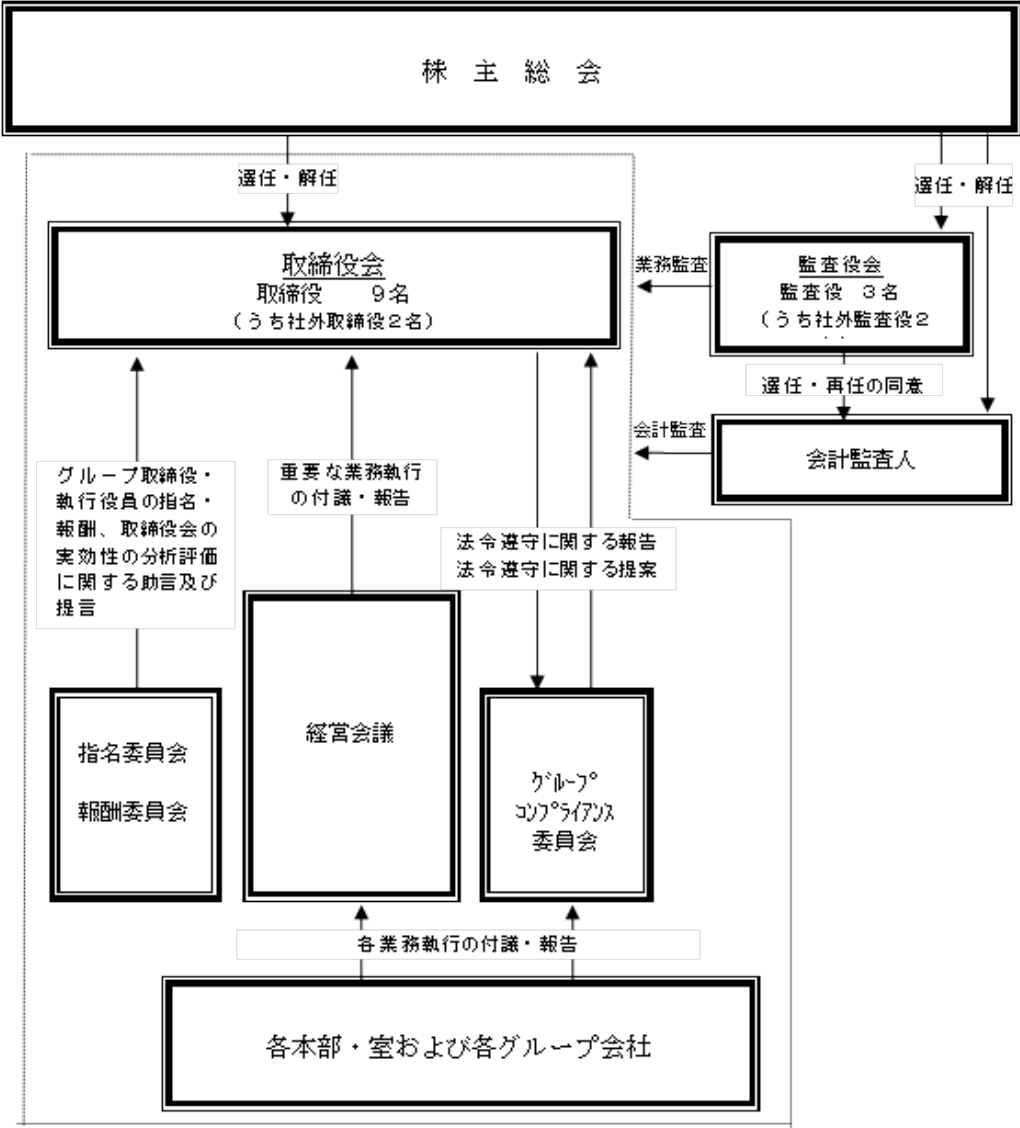 株主総会
選任・解任
選任・解任
取締役会
取締役 9名
(うち社外取締役2名)
業務監査
監査役会
監査役 3名
(うち社外監査役2
選任・再任の同意
会計監査
会計監査人
グループ取締役・
執行役員の指名・
報酬、取締役会の
実効性の分析評価
に関する助言及び
提言
重要な業務執行
の付議・報告
法令遵守に関する報告
法令遵守に関する提案
指名委員会
報酬委員会
経営会議
グループ
コンプライアンス
委員会
各業務執行の付議・報告
各本部・室および各グループ会社